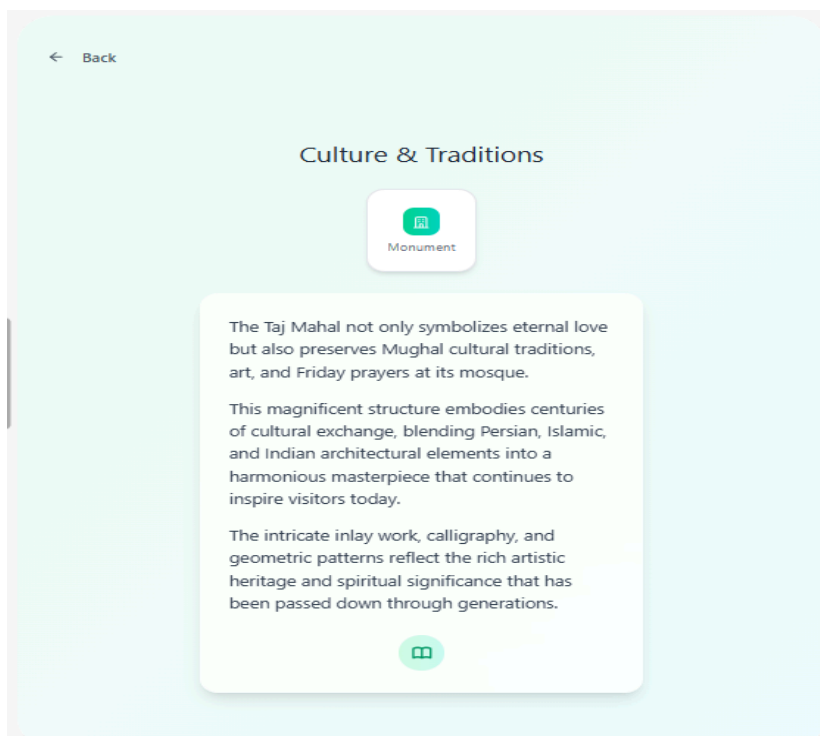 Back
Culture & Traditions
Monument
The Taj Mahal not only symbolizes eternal love
but also preserves Mughal cultural traditions,
art, and Friday prayers at its mosque.
This magnificent structure embodies centuries
of cultural exchange, blending Persian, Islamic,
and Indian architectural elements into a
harmonious masterpiece that continues to
inspire visitors today.
The intricate inlay work, calligraphy, and
geometric patterns reflect the rich artistic
heritage and spiritual significance that has
been passed down through generations.